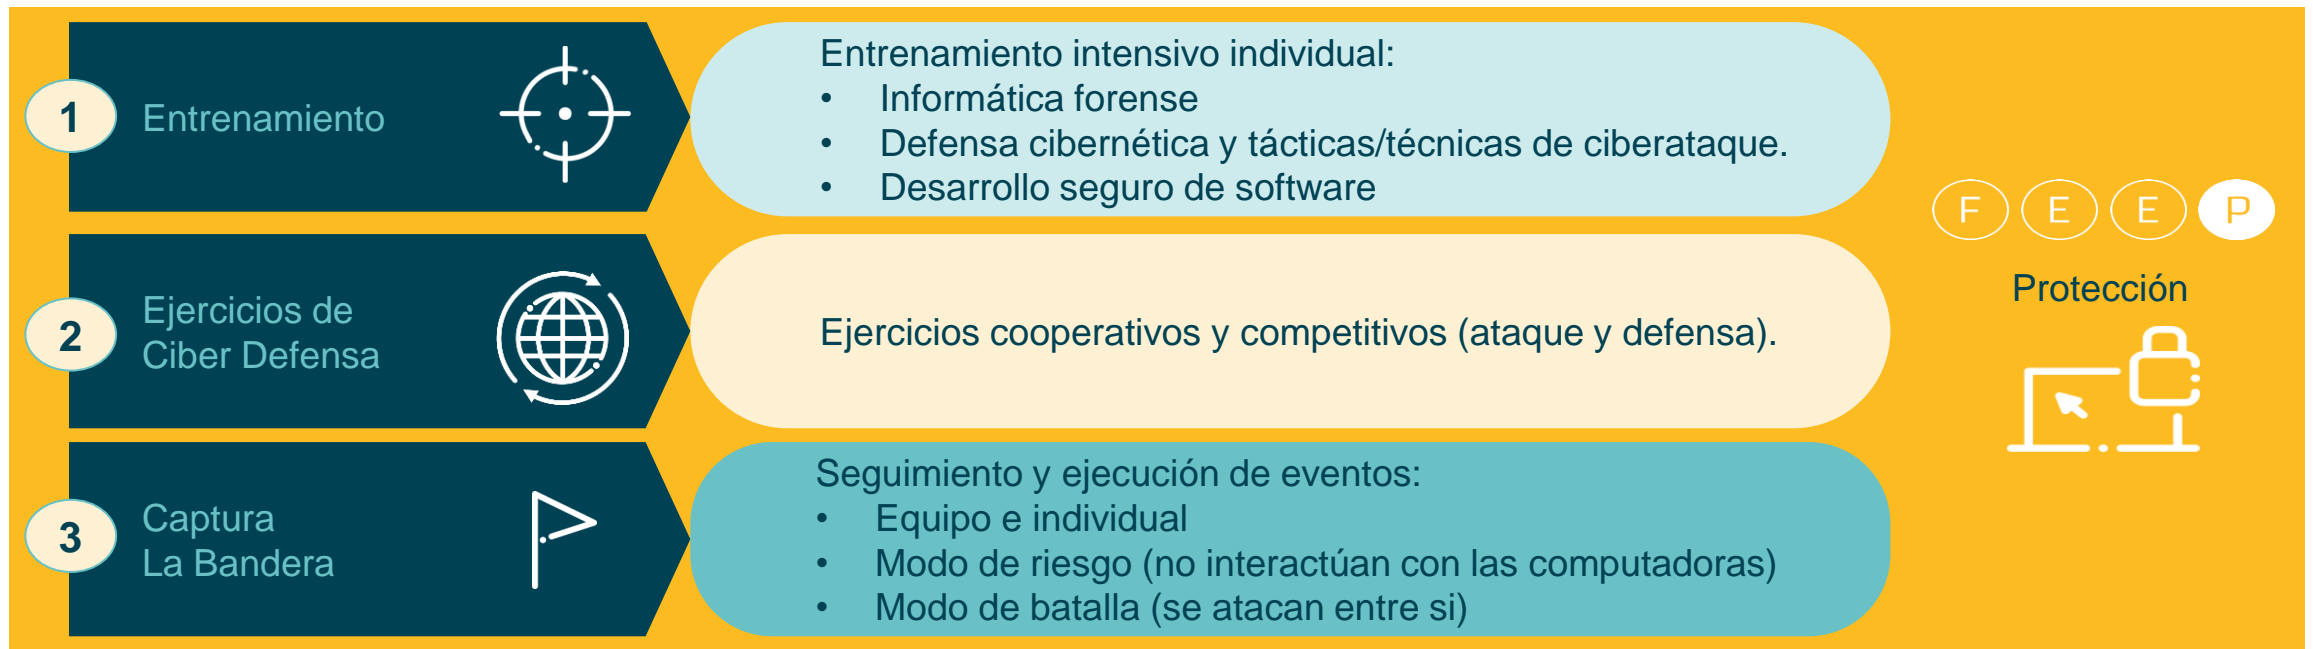 1
Entrenamiento
Entrenamiento intensivo individual:
• Informática forense
• Defensa cibernética y tácticas/técnicas de ciberataque.
• Desarrollo seguro de software
2
Ejercicios de
Ciber Defensa
Ejercicios cooperativos y competitivos (ataque y defensa).
3
Captura
La Bandera
Seguimiento y ejecución de eventos:
• Equipo e individual
• Modo de riesgo (no interactúan con las computadoras)
• Modo de batalla (se atacan entre si)
F E E P
Protección